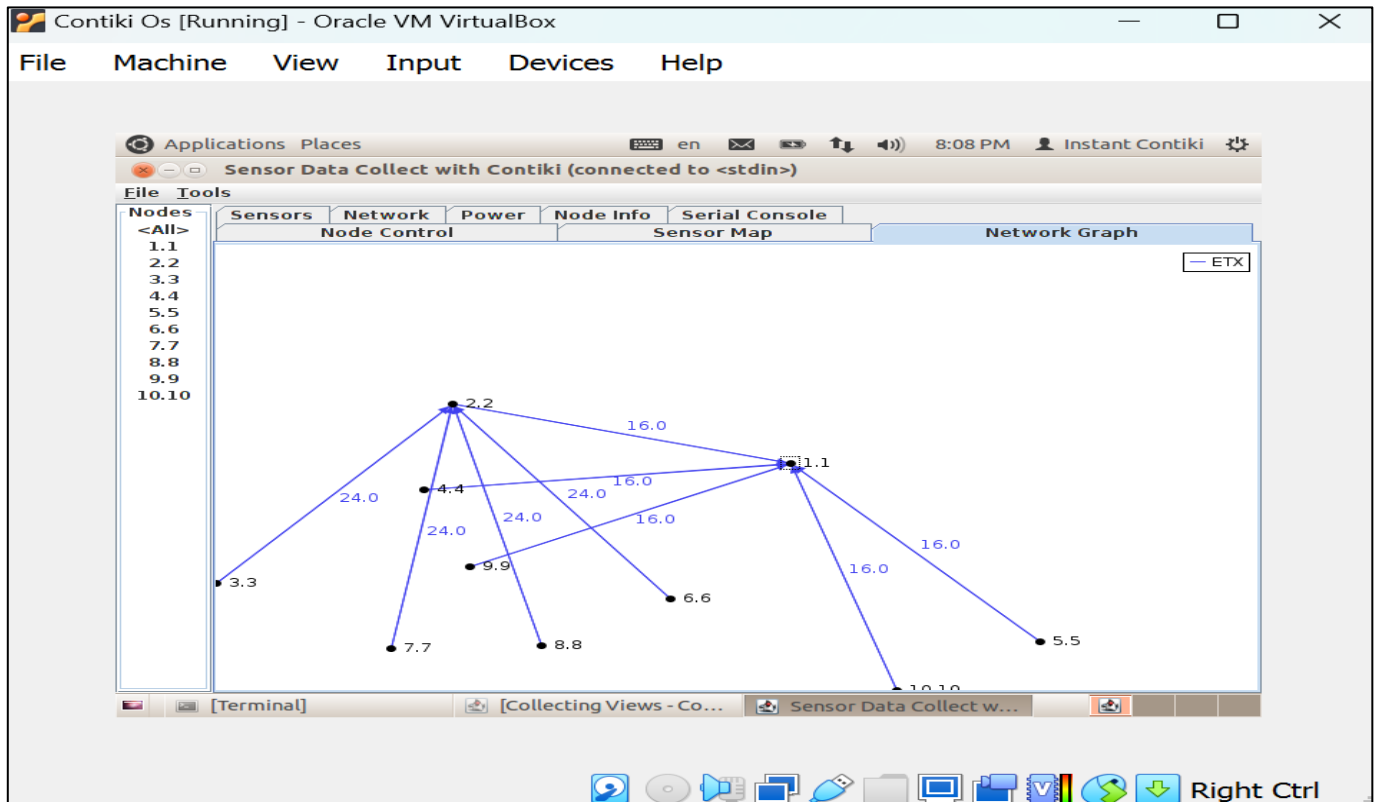 Contiki Os [Running] - Oracle VM VirtualBox
File Machine View Input Devices Help
Applications Places en 8:08 PM Instant Contiki
Sensor Data Collect with Contiki (connected to <stdin>)
File Tools
Nodes
<All>
1.1
2.2
3.3
4.4
5.5
6.6
7.7
8.8
9.9
10.10
Sensors Network Power Node Info Serial Console
Node Control Sensor Map Network Graph
ETX
2.2
16.0
1.1
16.0
4.4
24.0
24.0
24.0
16.0
24.0
16.0
9.9
16.0
3.3
6.6
5.5
7.7
8.8
10.10
[Terminal] [Collecting Views - Co... Sensor Data Collect w...
V
Right Ctrl